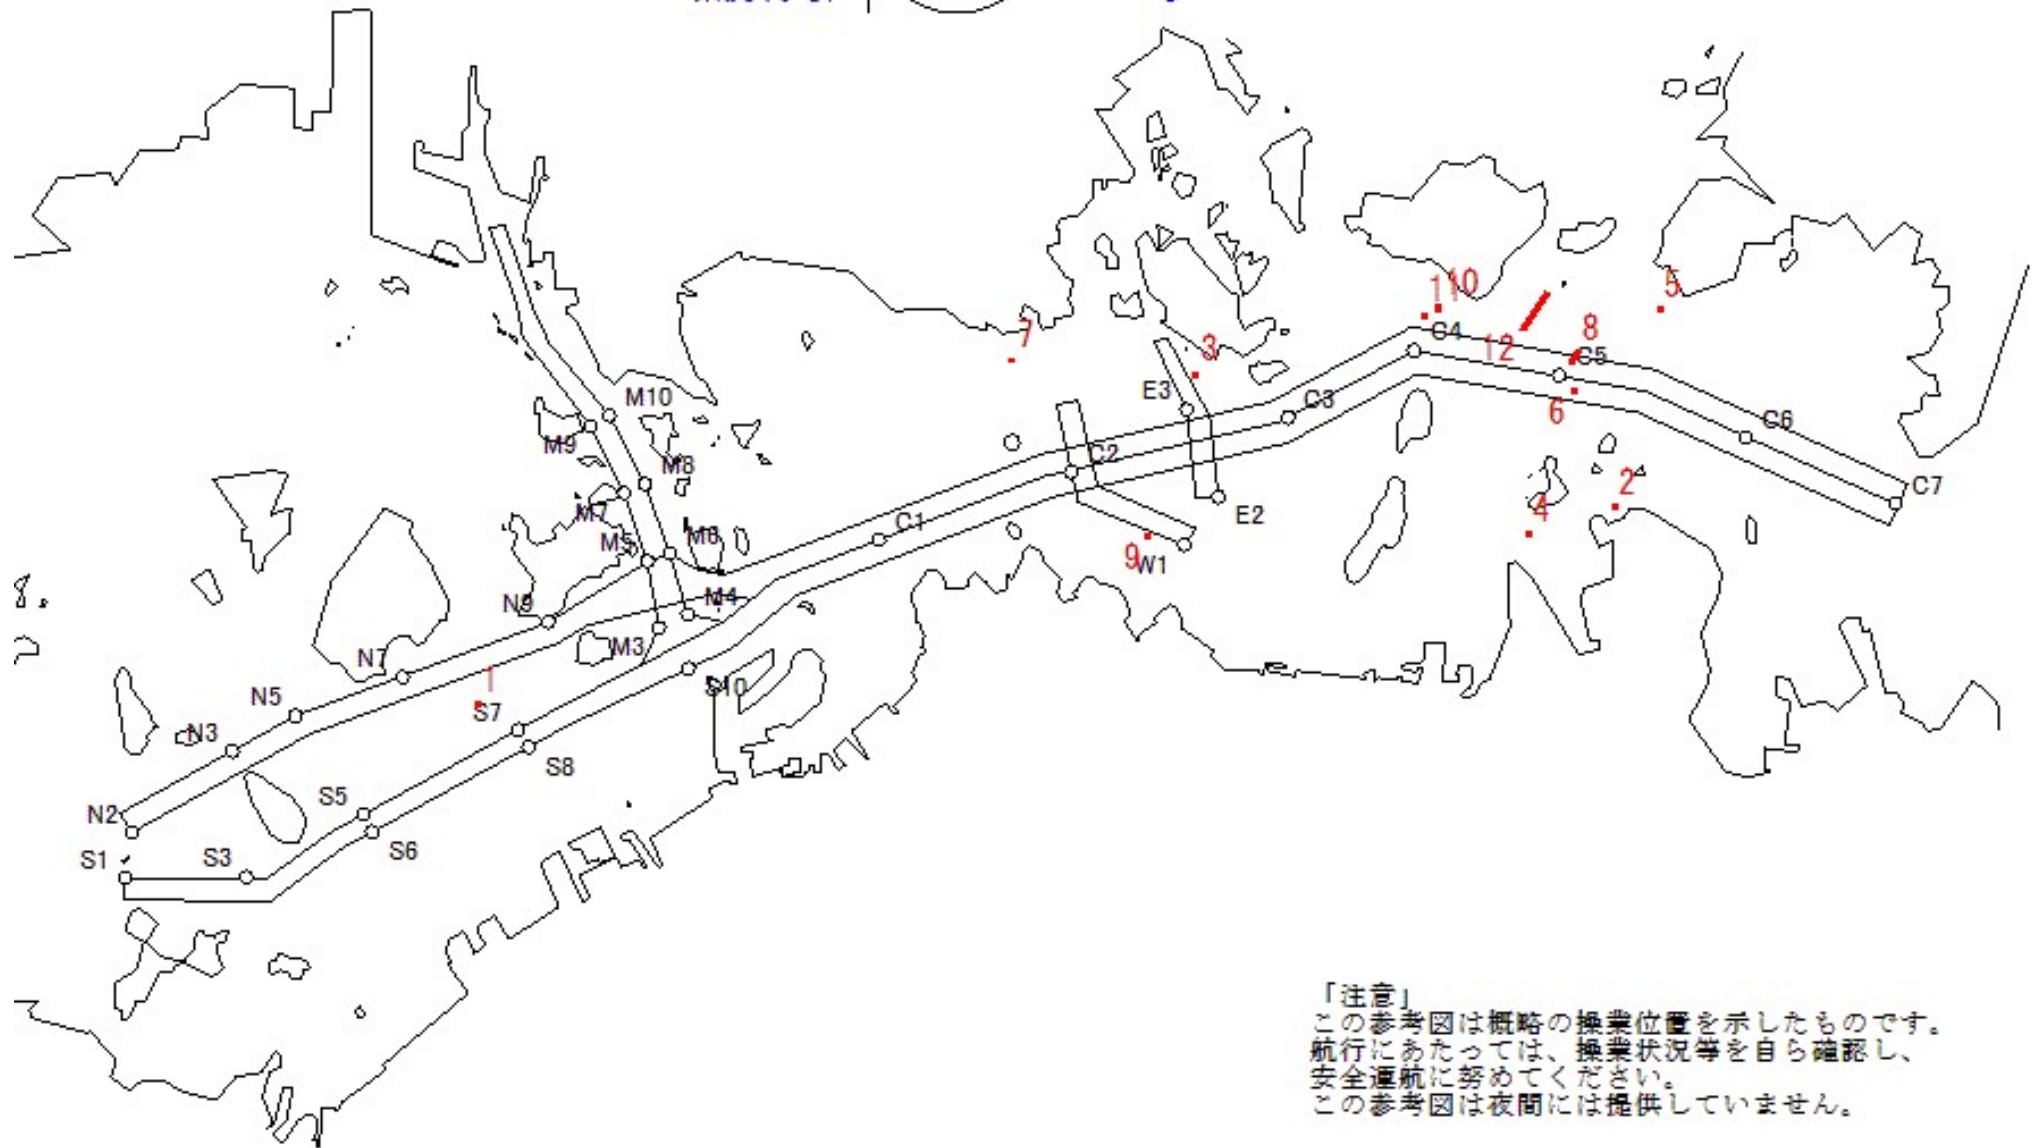 7
3
1
10
5
C4
12
8
C5
6
E3
C3
C2
C6
M10
M9
M8
C7
2
M7
4
E2
M5
M6
C1
9
W1
N9
M4
M3
N7
1
S10
N5
S7
N3
S8
N2
S5
S6
S1
S3
「注意」
この参考図は概略の操業位置を示したものです。
航行にあたっては、操業状況等を自ら確認し、
安全運航に努めてください。
この参考図は夜間には提供していません。